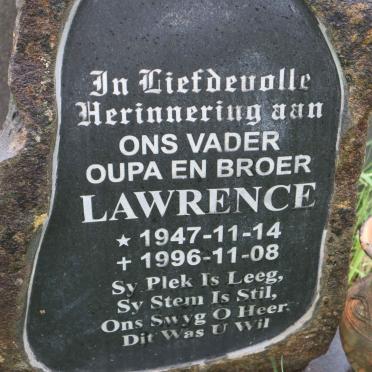 In Liefdevolle
Herinnering aan
ONS VADER
OUPA EN BROER
LAWRENCE
★ 1947-11-14
+ 1996-11-08
Sy Plek Is Leeg,
Sy Stem Is Stil,
Ons Swyg O Heer.
Dit Was U Wil